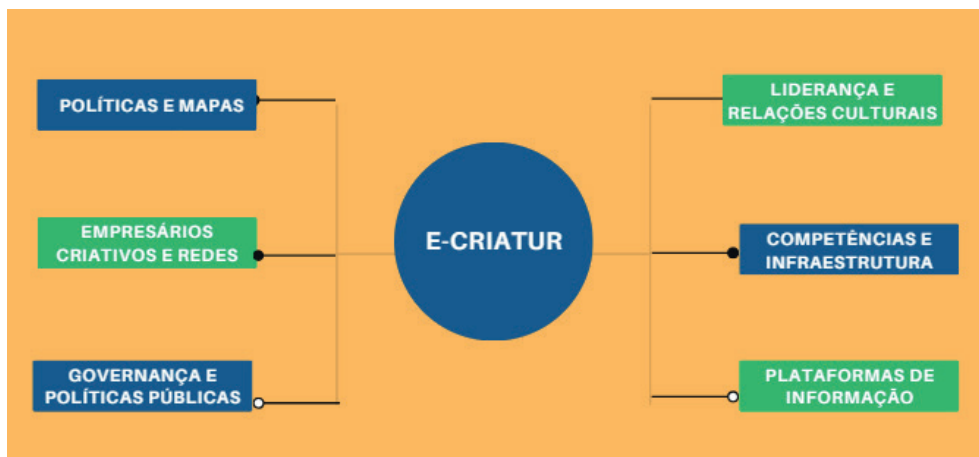 POLÍTICAS E MAPAS
EMPRESÁRIOS
CRIATIVOS E REDES
GOVERNANÇA E
POLÍTICAS PÚBLICAS
E-CRIATUR
LIDERANÇA E
RELAÇÕES CULTURAIS
COMPETÊNCIAS E
INFRAESTRUTURA
PLATAFORMAS DE
INFORMAÇÃO